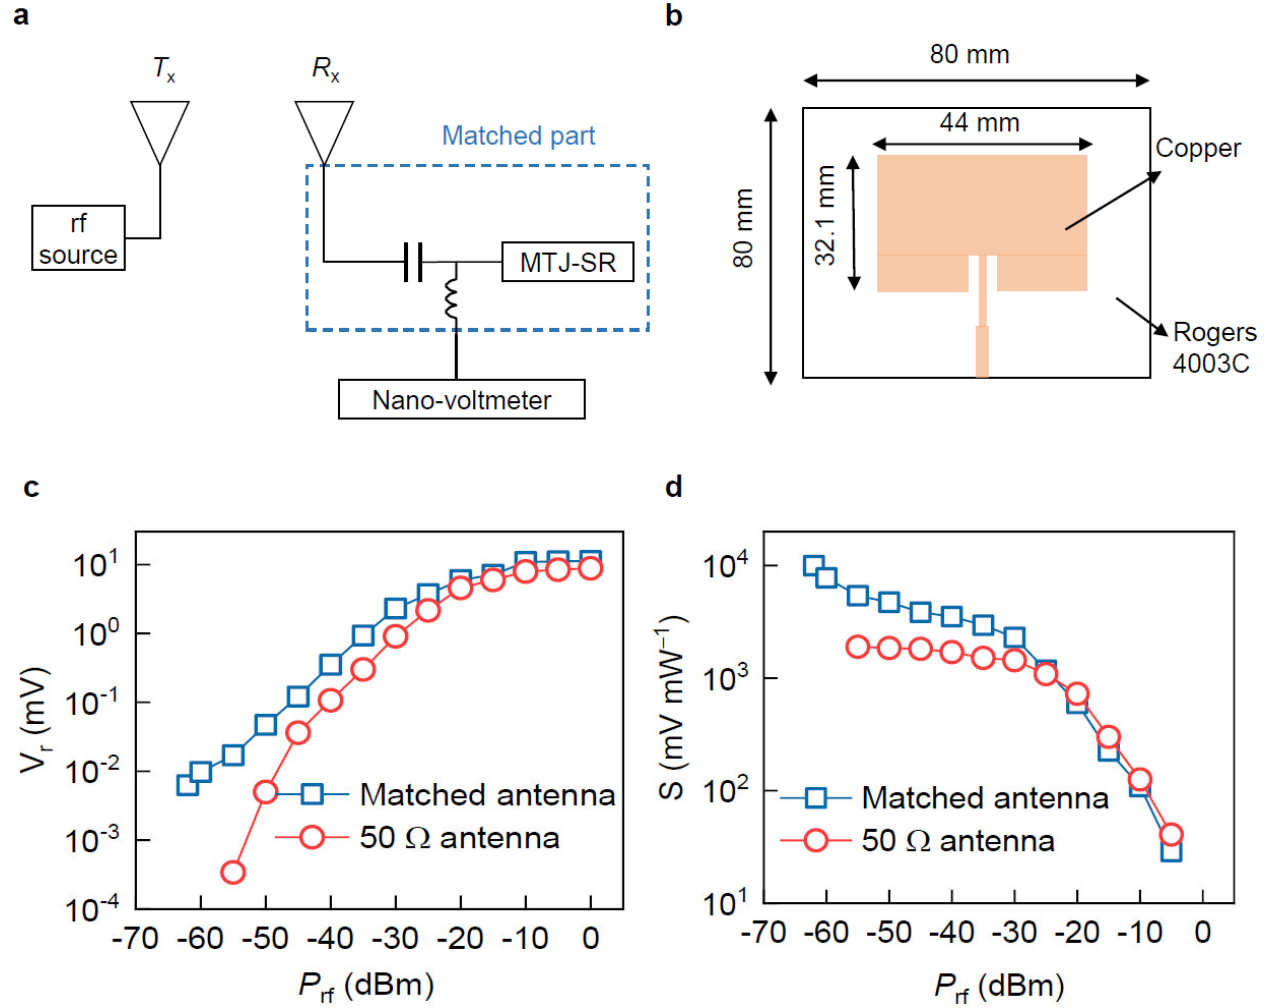 a
Tx
Rx
Matched part
rf
source
MTJ-SR
Nano-voltmeter
b
80 mm
44 mm
Copper
32.1 mm
80 mm
Rogers
4003C
c
10¹
10⁰
10⁻¹
10⁻²
10⁻³
10⁻⁴
Vr (mV)
Matched antenna
50 Ω antenna
-70 -60 -50 -40 -30 -20 -10 0
Prf (dBm)
d
10⁴
10³
10²
10¹
S (mV mW⁻¹)
Matched antenna
50 Ω antenna
-70 -60 -50 -40 -30 -20 -10 0
Prf (dBm)